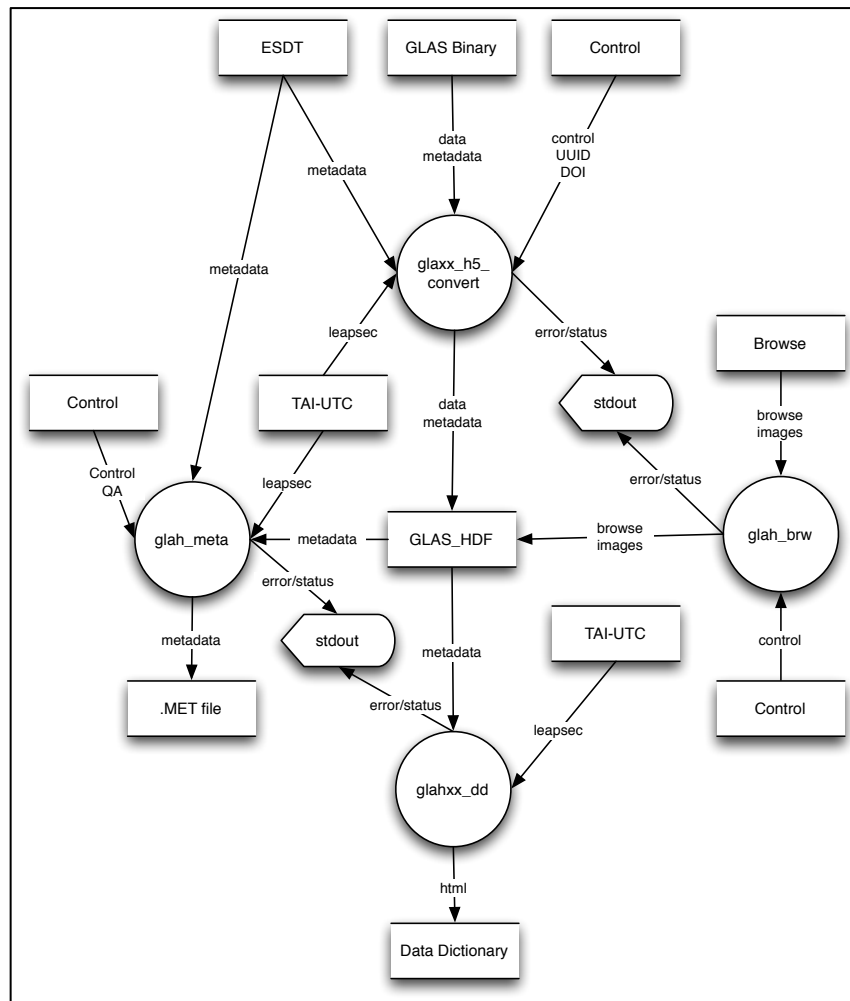 ESDT
GLAS Binary
Control
data
metadata
control
UUID
DOI
metadata
metadata
glaxx_h5_
convert
leapsec
error/status
Browse
Control
TAI-UTC
stdout
data
metadata
browse
images
Control
QA
leapsec
error/status
glah_meta
metadata
GLAS_HDF
browse
images
glah_brw
error/status
stdout
TAI-UTC
metadata
metadata
control
.MET file
error/status
leapsec
Control
glahxx_dd
html
Data Dictionary